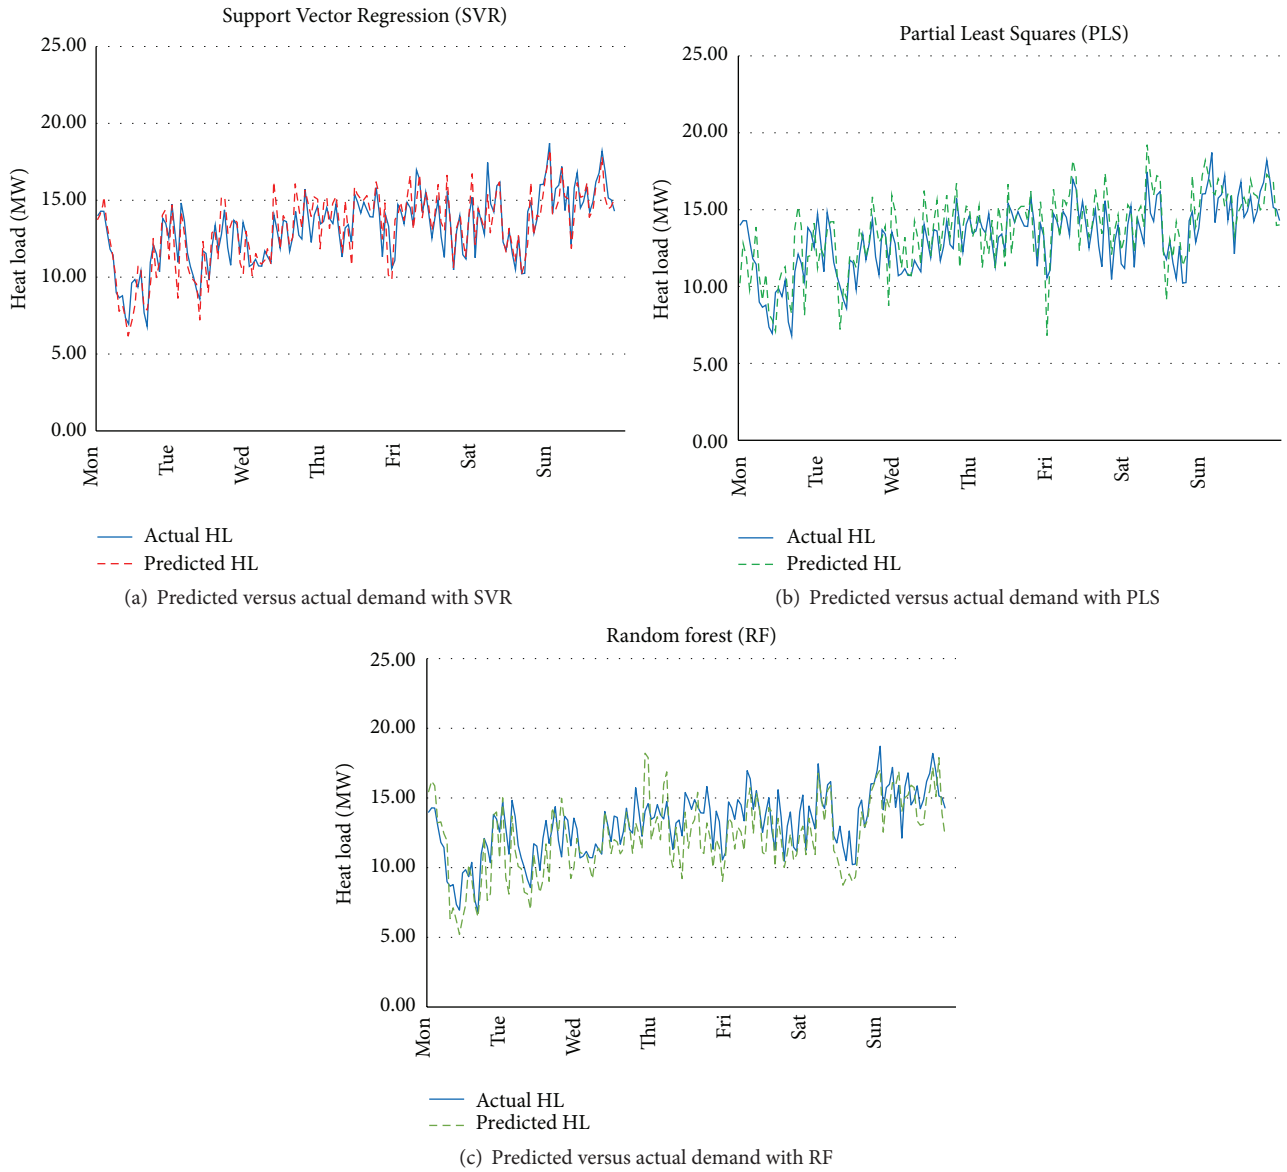 Support Vector Regression (SVR)
25.00
20.00
15.00
10.00
5.00
0.00
Heat load (MW)
Mon
Tue
Wed
Thu
Fri
Sat
Sun
Actual HL
Predicted HL
(a) Predicted versus actual demand with SVR
Partial Least Squares (PLS)
25.00
20.00
15.00
10.00
5.00
0.00
Heat load (MW)
Mon
Tue
Wed
Thu
Fri
Sat
Sun
Actual HL
Predicted HL
(b) Predicted versus actual demand with PLS
Random forest (RF)
25.00
20.00
15.00
10.00
5.00
0.00
Heat load (MW)
Mon
Tue
Wed
Thu
Fri
Sat
Sun
Actual HL
Predicted HL
(c) Predicted versus actual demand with RF